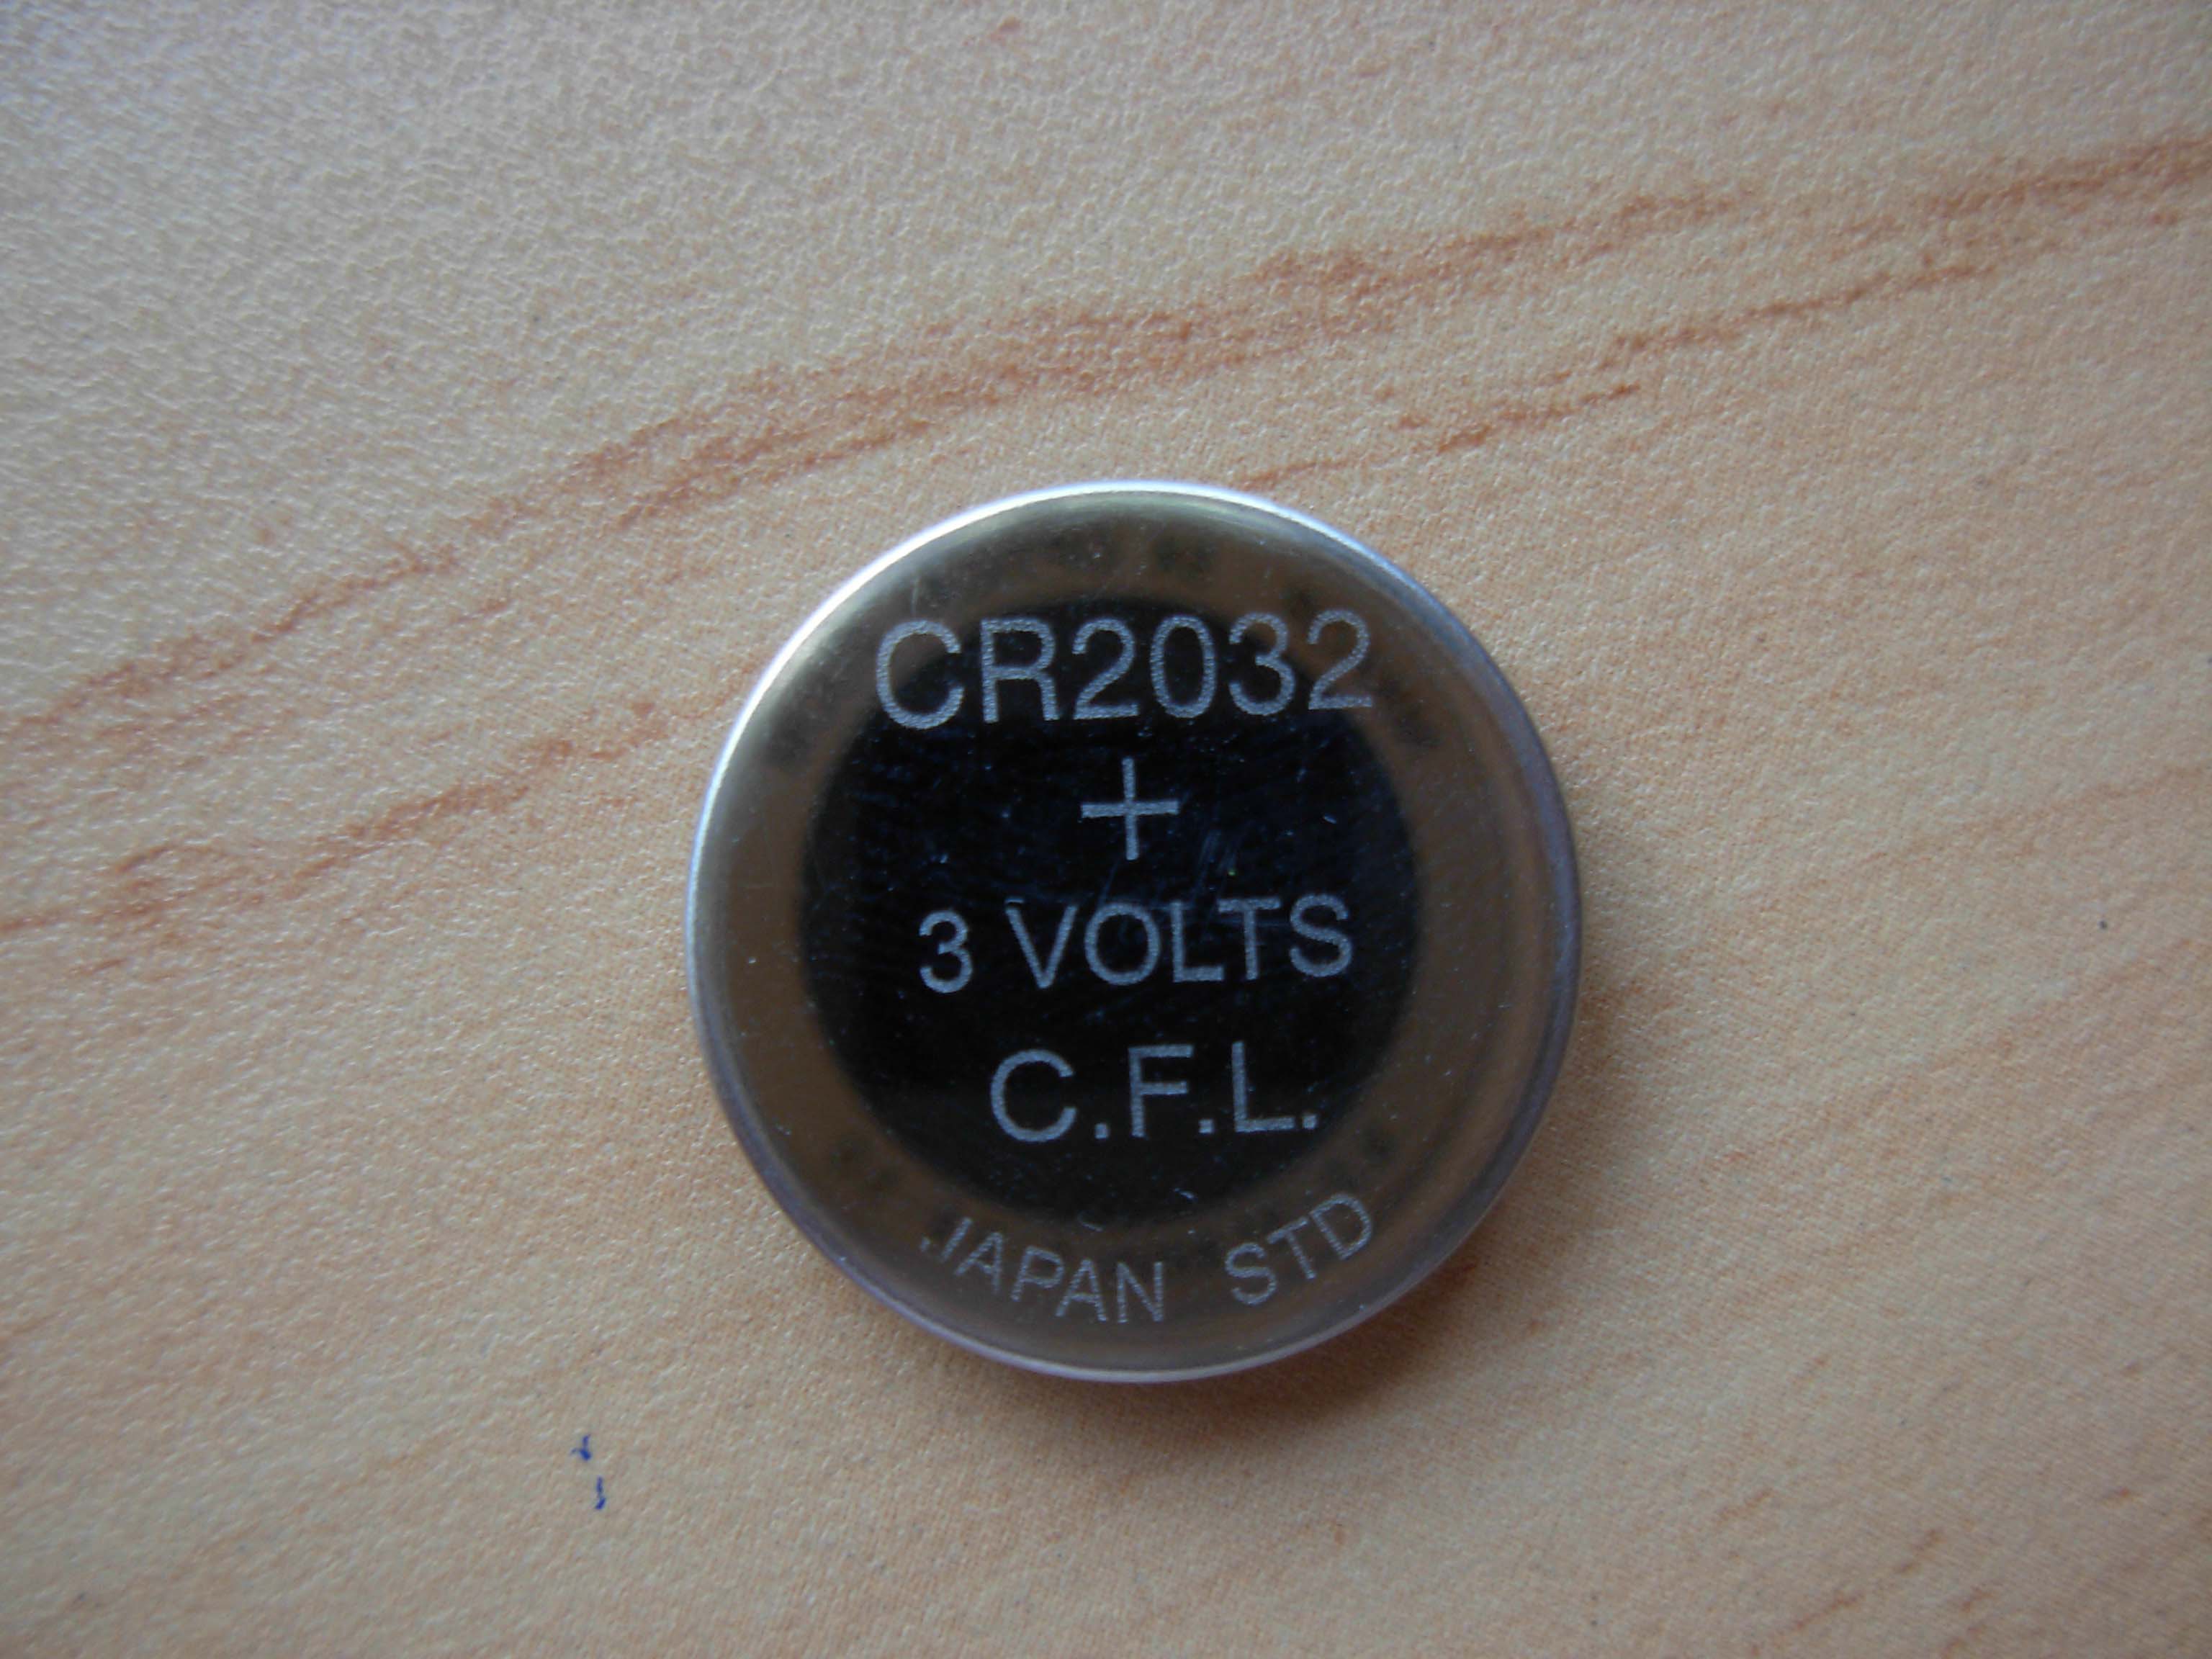 CR2032
+
3 VOLTS
C.F.L.
JAPAN STD